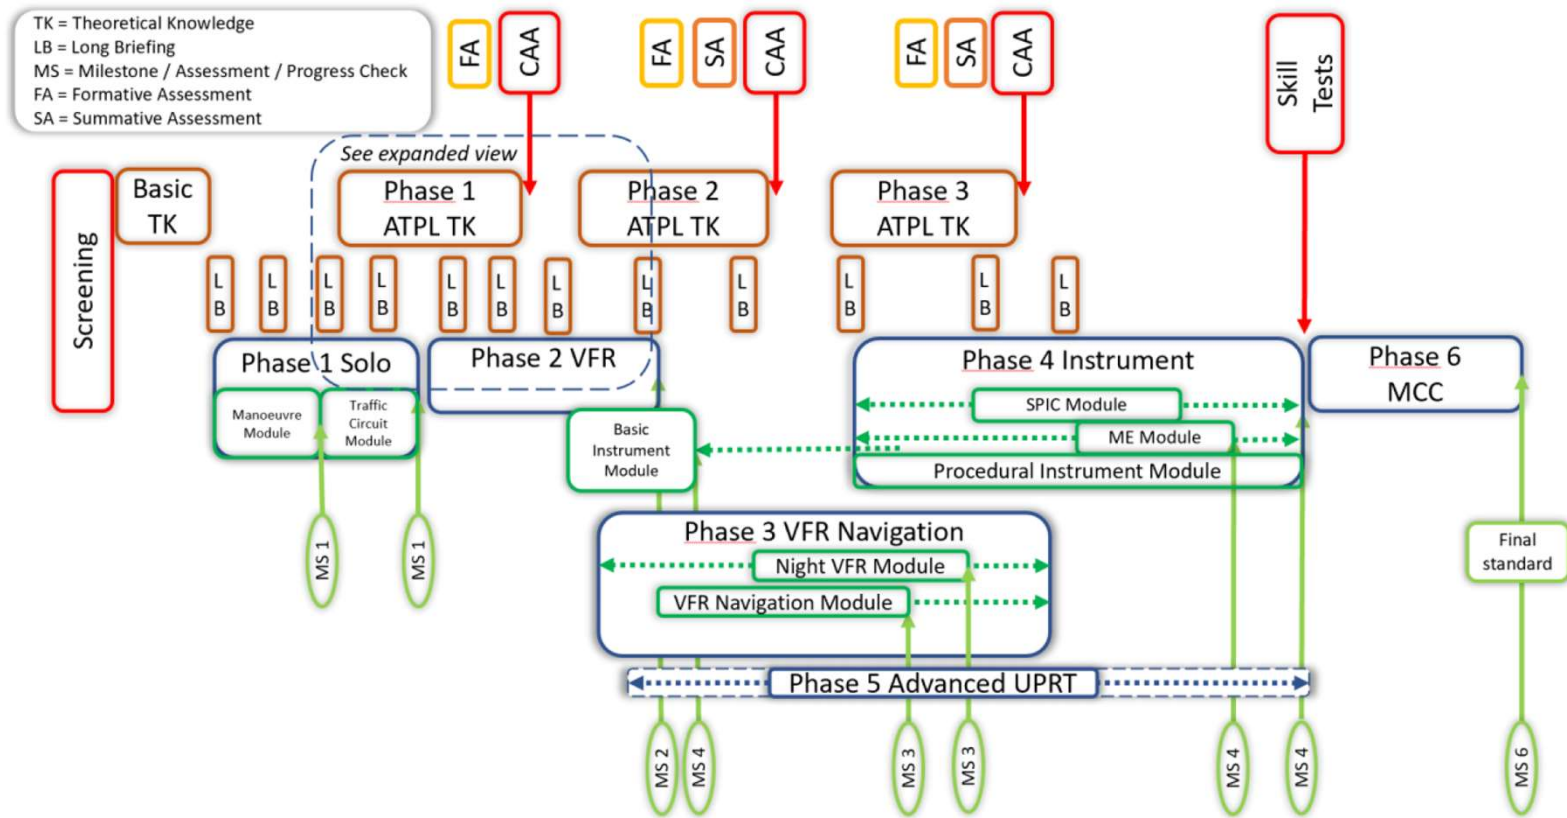 TK = Theoretical Knowledge
LB = Long Briefing
MS = Milestone / Assessment / Progress Check
FA = Formative Assessment
SA = Summative Assessment
FA
CAA
FA
SA
CAA
FA
SA
CAA
Skill
Tests
See expanded view
Screening
Basic
TK
Phase 1
ATPL TK
Phase 2
ATPL TK
Phase 3
ATPL TK
L
B
L
B
L
B
L
B
L
B
L
B
L
B
L
B
L
B
L
B
L
B
L
B
Phase 1 Solo
Manoeuvre
Module
Traffic
Circuit
Module
Phase 2 VFR
Basic
Instrument
Module
Phase 4 Instrument
SPIC Module
ME Module
Procedural Instrument Module
Phase 6
MCC
Phase 3 VFR Navigation
Night VFR Module
VFR Navigation Module
Final
standard
MS 1
MS 1
Phase 5 Advanced UPRT
MS 2
MS 4
MS 3
MS 3
MS 4
MS 4
MS 6